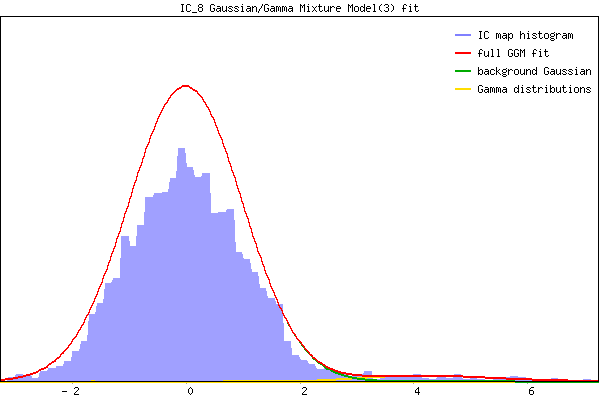 IC_8 Gaussian/Gamma Mixture Model(3) fit
IC map histogram
full GGM fit
background Gaussian
Gamma distributions
-2 0 2 4 6